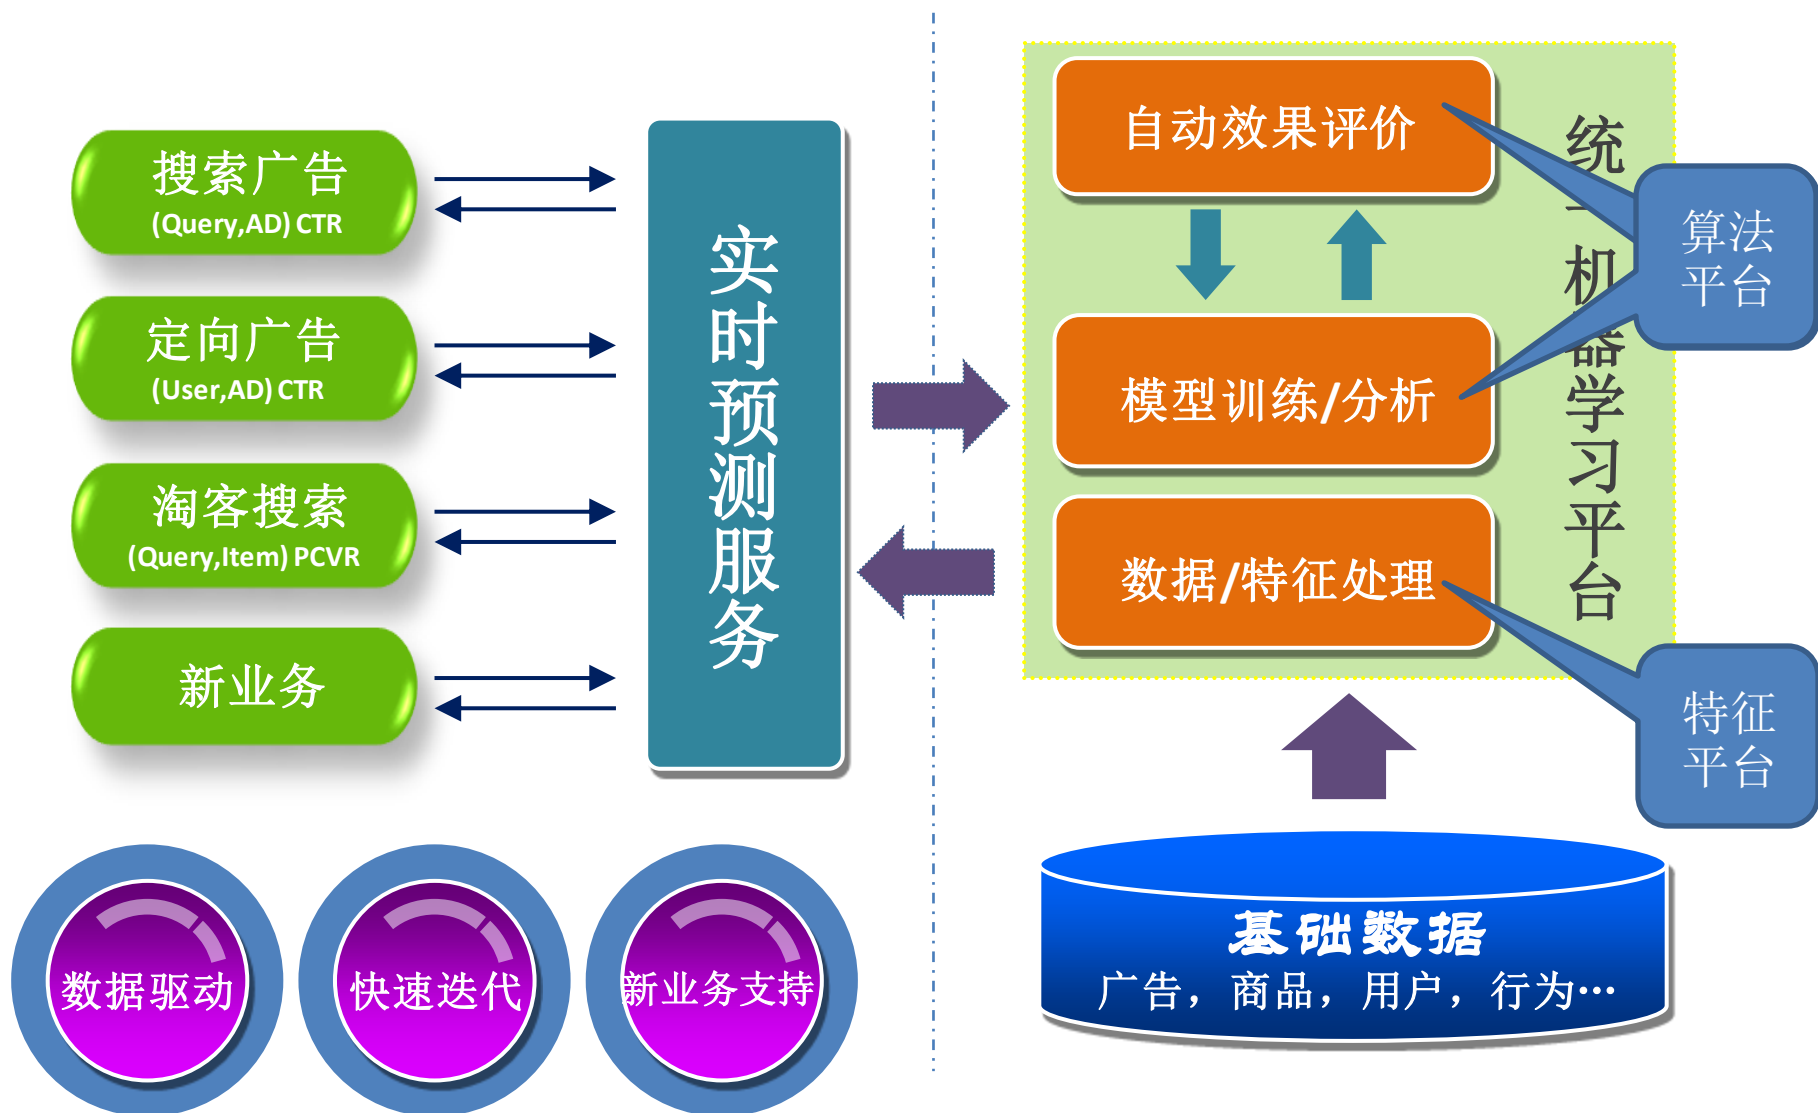 搜索广告
(Query,AD) CTR
定向广告
(User,AD) CTR
淘客搜索
(Query,Item) PCVR
新业务
实时预测服务
自动效果评价
模型训练/分析
数据/特征处理
统一机器学习平台
算法
平台
特征
平台
基础数据
广告，商品，用户，行为…
数据驱动
快速迭代
新业务支持